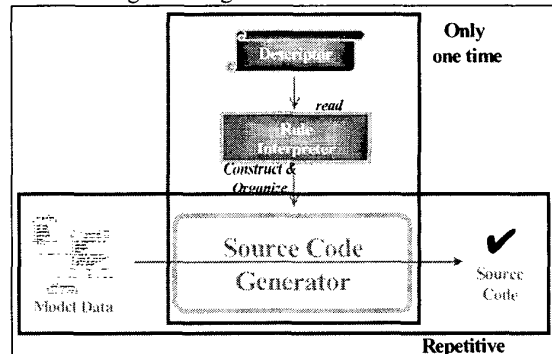 Only
one time
Descriptor
read
Rule
Interpreter
Construct &
Organize
Source Code
Generator
Model Data
Source
Code
Repetitive